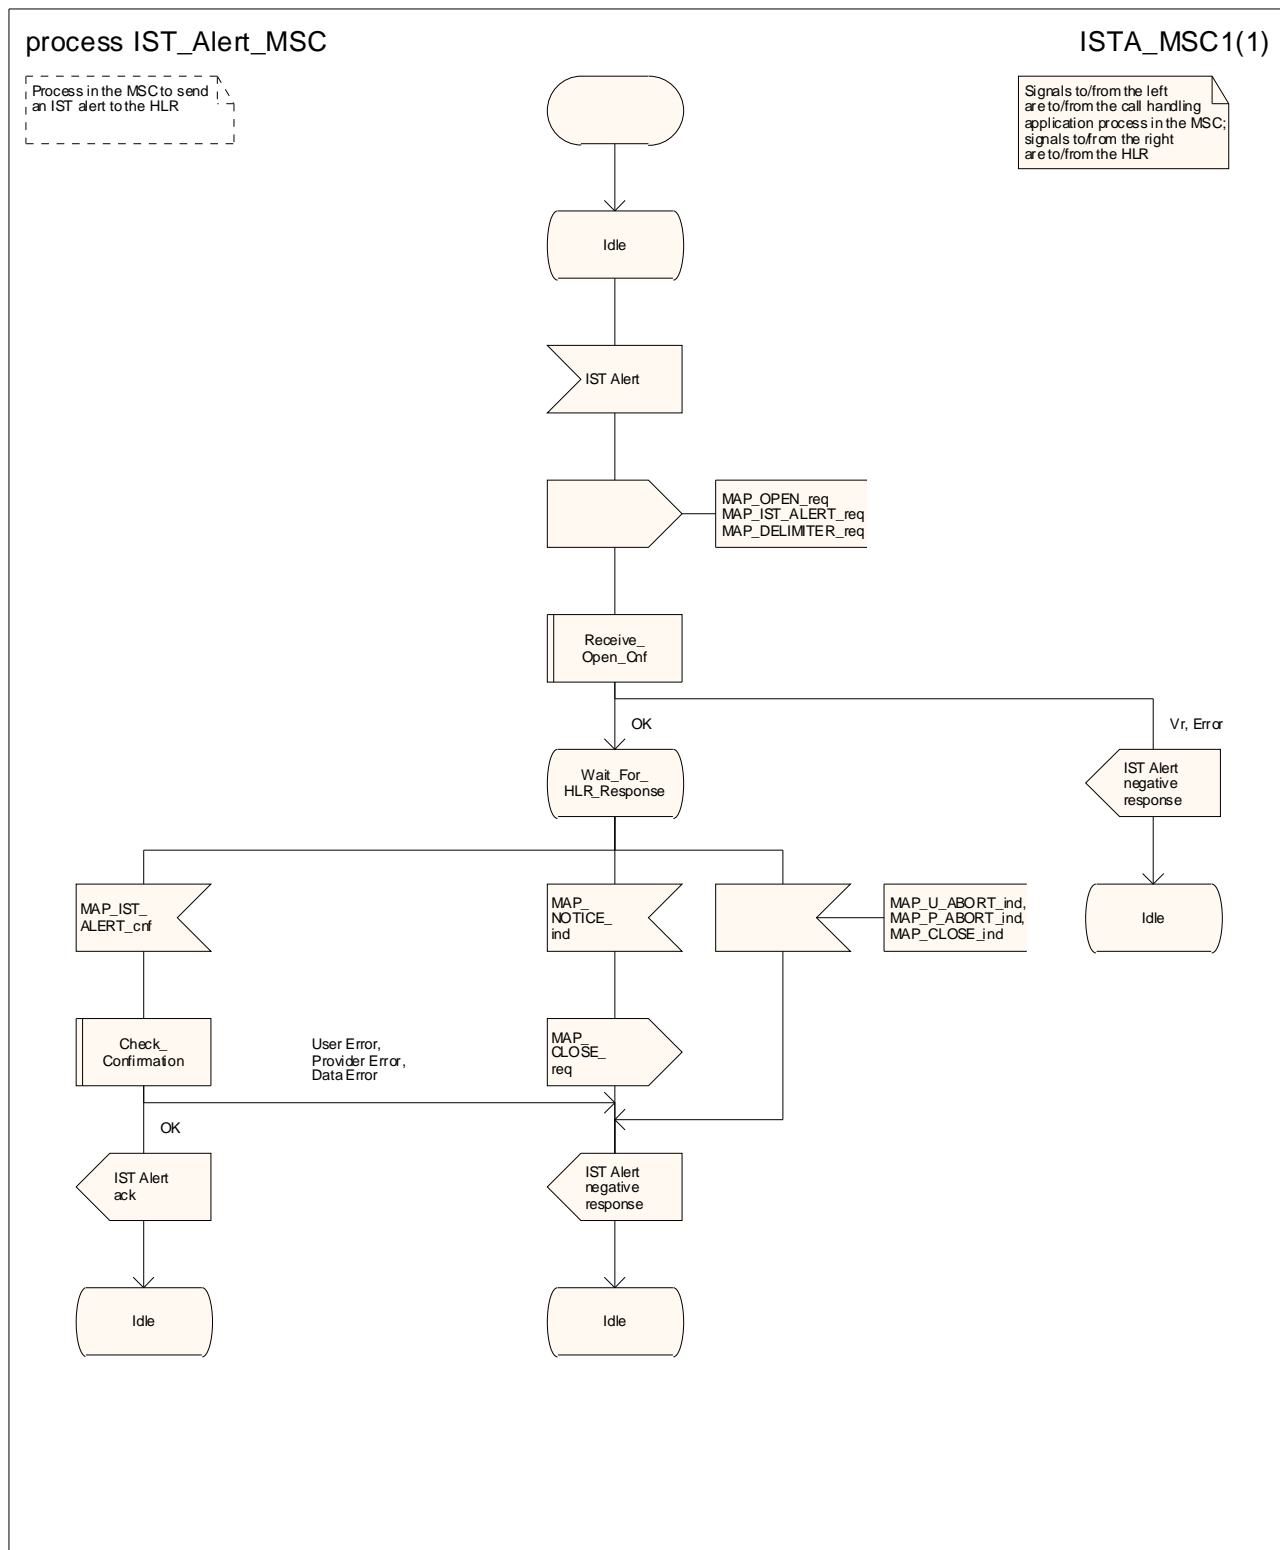 process IST_Alert_MSC
ISTA_MSC1(1)
Process in the MSC to send
an IST alert to the HLR
Signals to/from the left
are to/from the call handling
application process in the MSC;
signals to/from the right
are to/from the HLR
Idle
IST Alert
MAP_OPEN_req
MAP_IST_ALERT_req
MAP_DELIMITER_req
Receive_
Open_Cnf
OK
Vr, Error
Wait_For_
HLR_Response
IST Alert
negative
response
MAP_IST_
ALERT_cnf
MAP_
NOTICE_
ind
MAP_U_ABORT_ind,
MAP_P_ABORT_ind,
MAP_CLOSE_ind
Idle
Check_
Confirmation
User Error,
Provider Error,
Data Error
MAP_
CLOSE_
req
OK
IST Alert
ack
IST Alert
negative
response
Idle
Idle